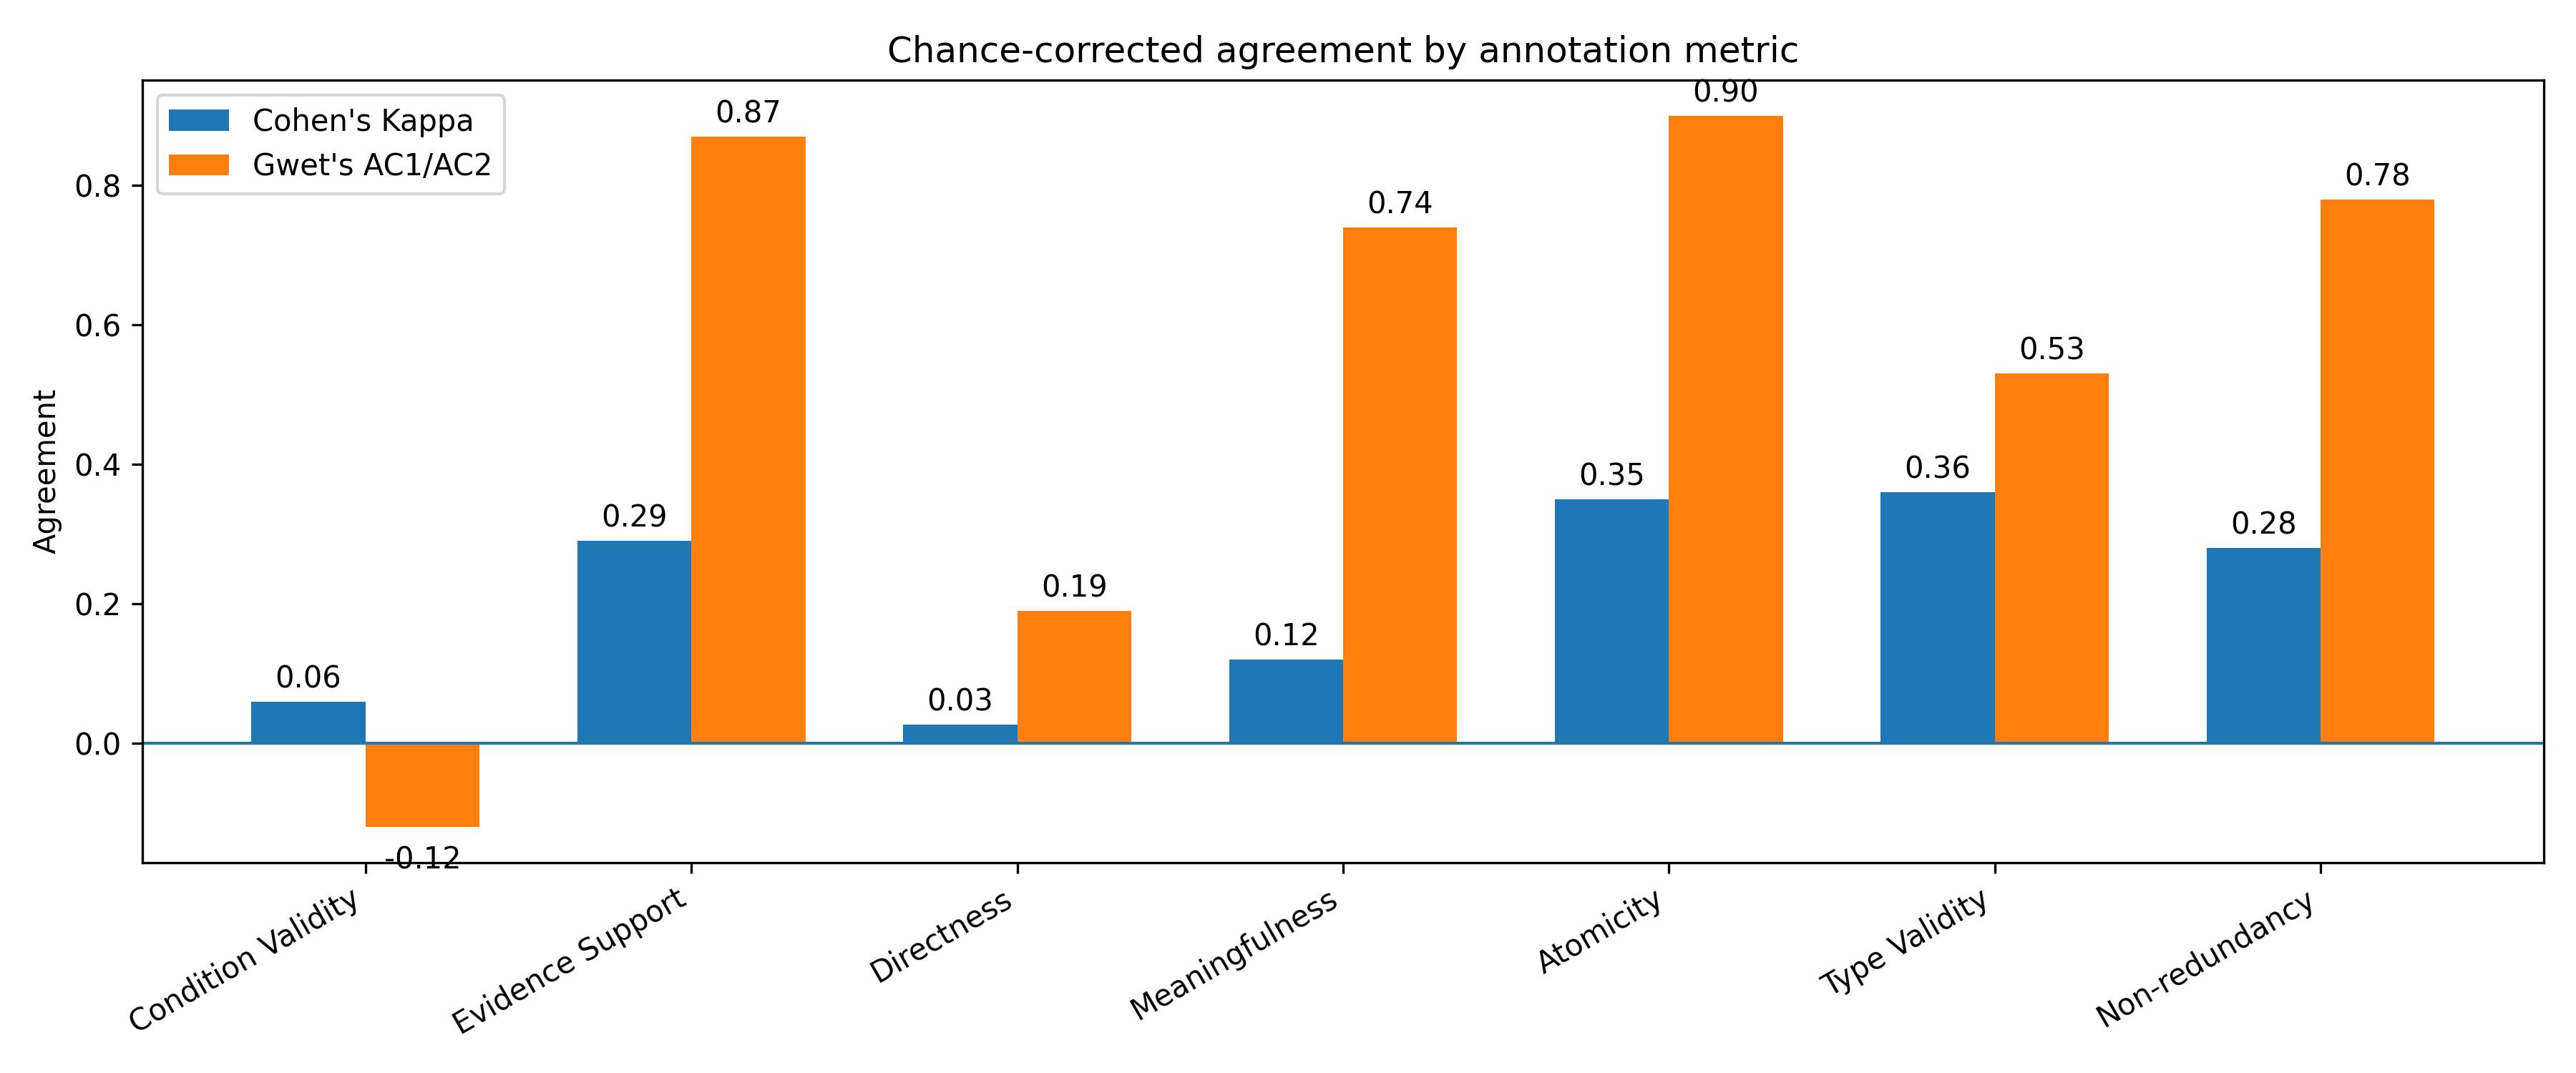 Chance-corrected agreement by annotation metric
Cohen's Kappa
Gwet's AC1/AC2
Agreement
0.8
0.6
0.4
0.2
0.0
0.06
-0.12
0.29
0.87
0.03
0.19
0.12
0.74
0.35
0.90
0.36
0.53
0.28
0.78
Condition Validity
Evidence Support
Directness
Meaningfulness
Atomicity
Type Validity
Non-redundancy